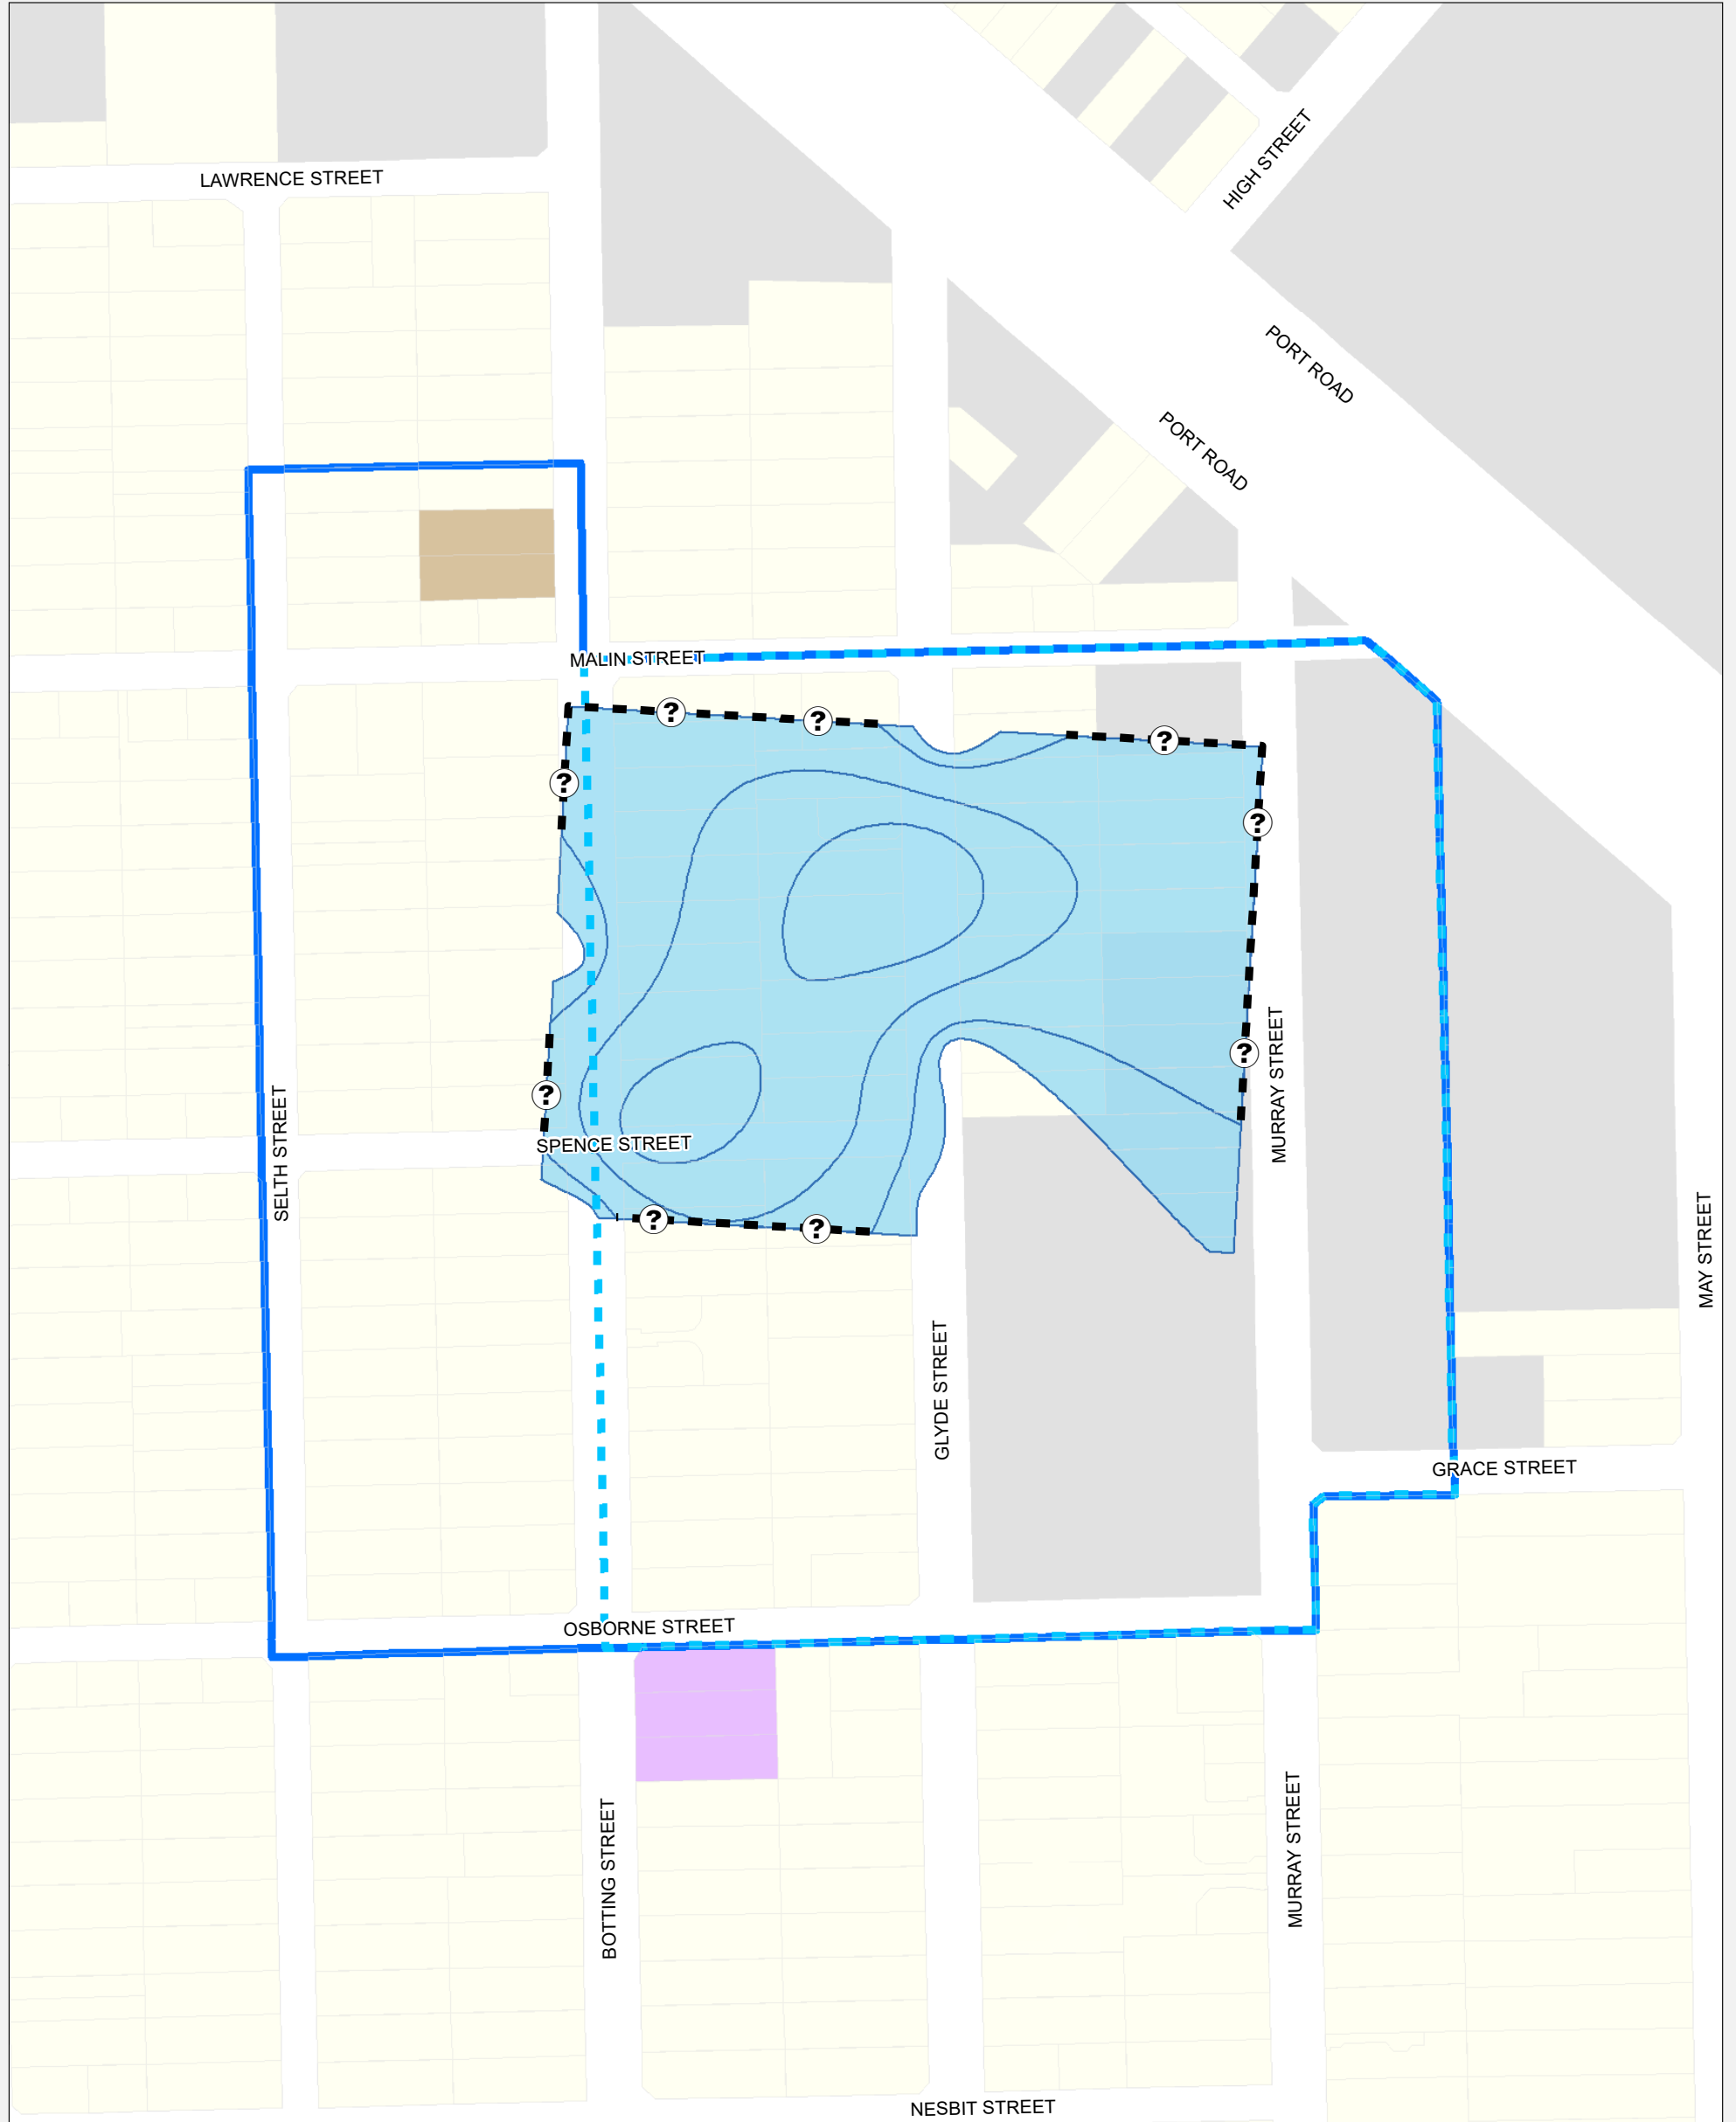 HIGH STREET
LAWRENCE STREET
PORT ROAD
PORT ROAD
MALIN STREET
?
?
?
?
?
?
?
SELTH STREET
MURRAY STREET
SPENCE STREET
?
?
MAY STREET
GLYDE STREET
GRACE STREET
OSBORNE STREET
BOTTING STREET
MURRAY STREET
NESBIT STREET